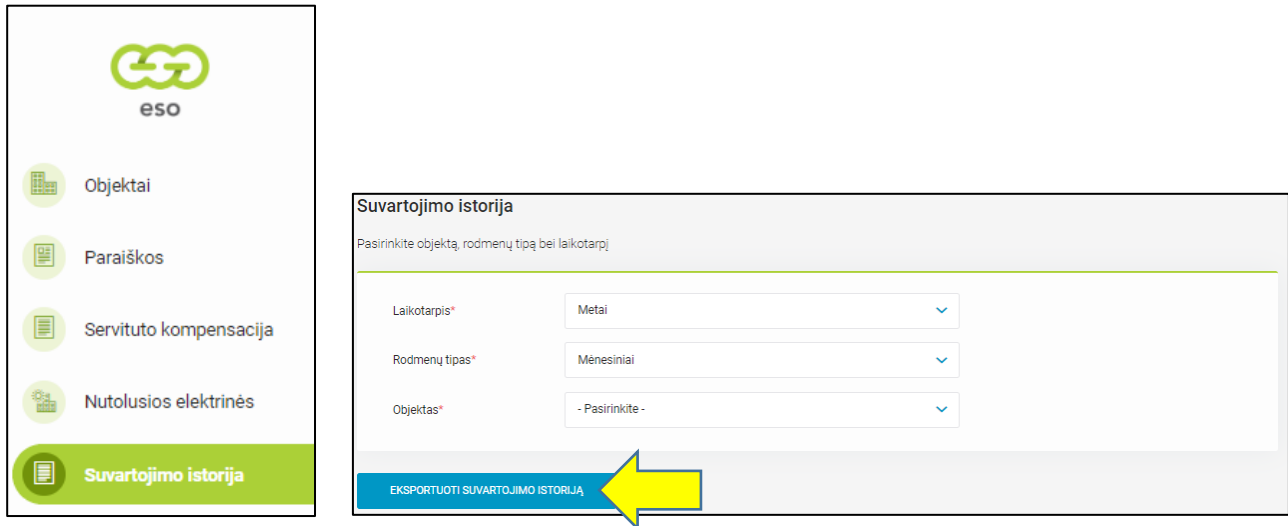 eso
Objektai
Paraiškos
Servituto kompensacija
Nutolusios elektrinės
Suvartojimo istorija
Suvartojimo istorija
Pasirinkite objektą, rodmenų tipą bei laikotarpį
Laikotarpis* Metai
Rodmenų tipas* Mėnesiniai
Objektas* - Pasirinkite -
EKSPORTUOTI SUVARTOJIMO ISTORIJĄ